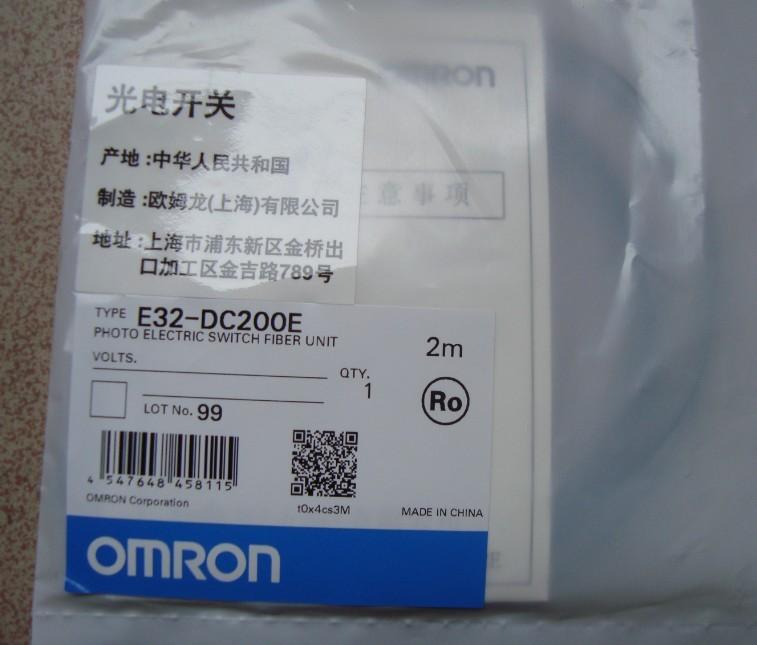 OMRON
光电开关
产地:中华人民共和国
注意事项
制造:欧姆龙(上海)有限公司
地址:上海市浦东新区金桥出
口加工区金吉路789号
TYPE E32-DC200E
PHOTO ELECTRIC SWITCH FIBER UNIT
2m
VOLTS.
QTY.
1
Ro
LOT No. 99
4 547648 458115
OMRON Corporation
t0x4cs3M
MADE IN CHINA
OMRON